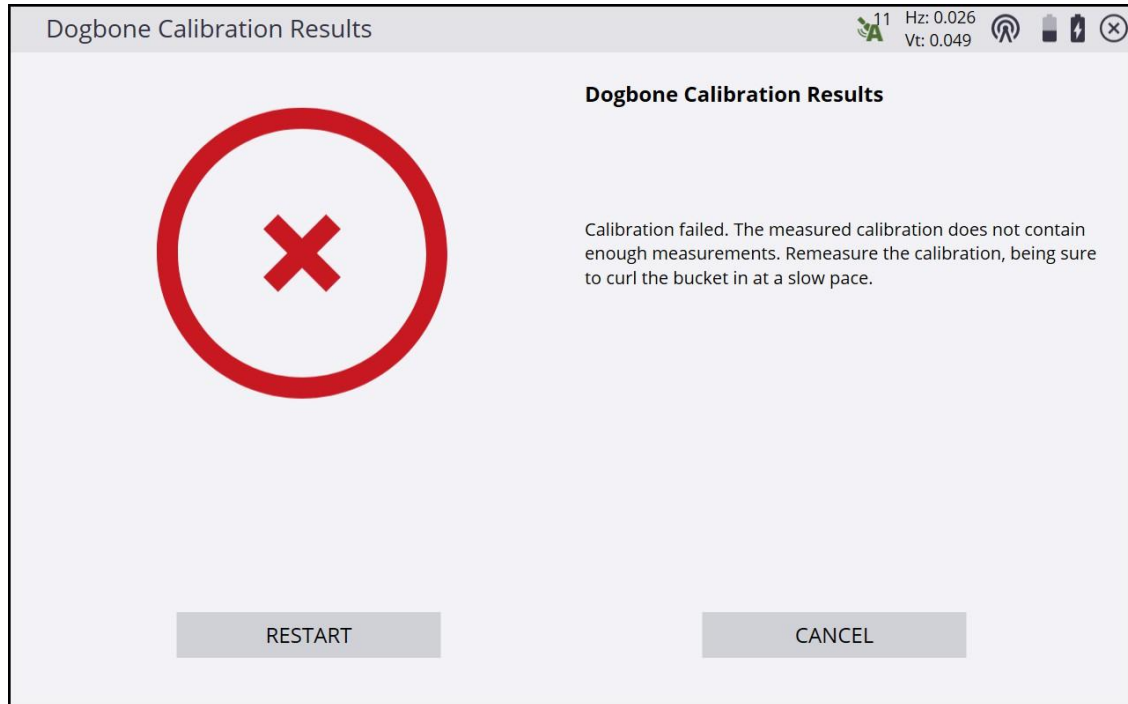 Dogbone Calibration Results
11
Hz: 0.026
Vt: 0.049
A
Dogbone Calibration Results
Calibration failed. The measured calibration does not contain
enough measurements. Remeasure the calibration, being sure
to curl the bucket in at a slow pace.
RESTART
CANCEL